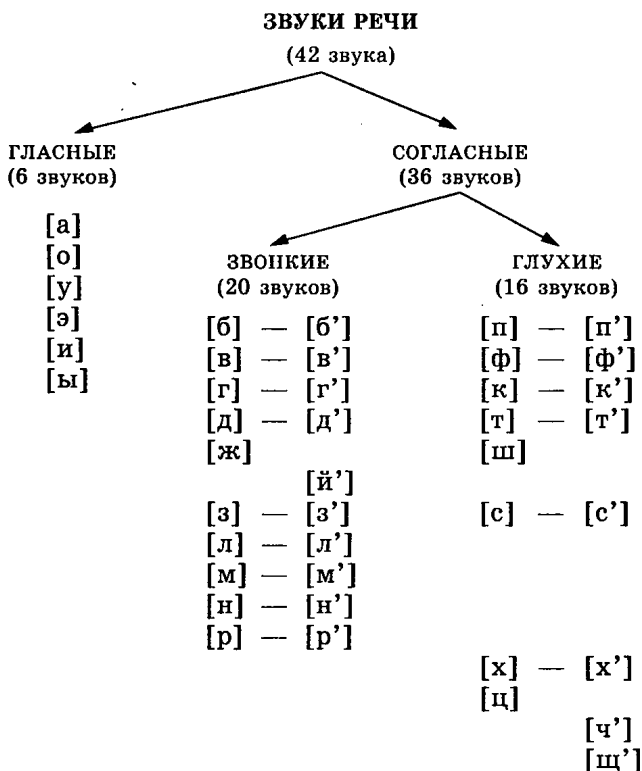 ЗВУКИ РЕЧИ
(42 звука)
ГЛАСНЫЕ
(6 звуков)
[а]
[о]
[у]
[э]
[и]
[ы]
СОГЛАСНЫЕ
(36 звуков)
ЗВОНКИЕ
(20 звуков)
[б] — [б’]
[в] — [в’]
[г] — [г’]
[д] — [д’]
[ж]
[й’]
[з] — [з’]
[л] — [л’]
[м] — [м’]
[н] — [н’]
[р] — [р’]
ГЛУХИЕ
(16 звуков)
[п] — [п’]
[ф] — [ф’]
[к] — [к’]
[т] — [т’]
[ш]
[с] — [с’]
[х] — [х’]
[ц]
[ч’]
[щ’]